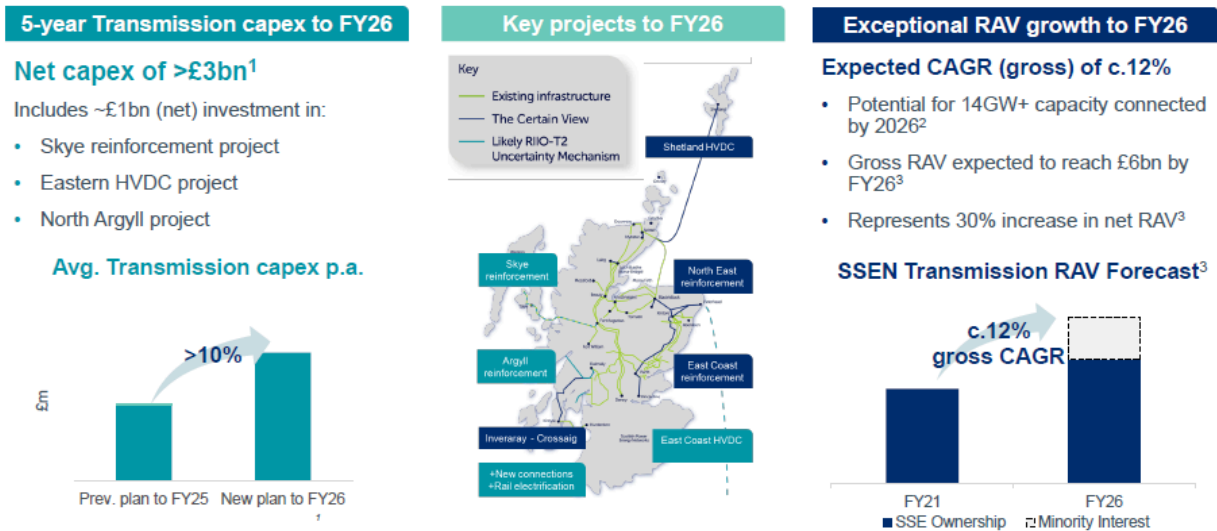 5-year Transmission capex to FY26
Net capex of >£3bn1
Includes ~£1bn (net) investment in:
• Skye reinforcement project
• Eastern HVDC project
• North Argyll project
Avg. Transmission capex p.a.
>10%
£m
Prev. plan to FY25
New plan to FY26
1
Key projects to FY26
Key
Existing infrastructure
The Certain View
Likely RIIO-T2
Uncertainty Mechanism
Shetland HVDC
Skye
reinforcement
North East
reinforcement
Argyll
reinforcement
East Coast
reinforcement
Inveraray - Crossaig
East Coast HVDC
+New connections
+Rail electrification
Exceptional RAV growth to FY26
Expected CAGR (gross) of c.12%
• Potential for 14GW+ capacity connected
by 20262
• Gross RAV expected to reach £6bn by
FY263
• Represents 30% increase in net RAV3
SSEN Transmission RAV Forecast3
c.12%
gross CAGR
FY21
FY26
SSE Ownership
Minority Interest